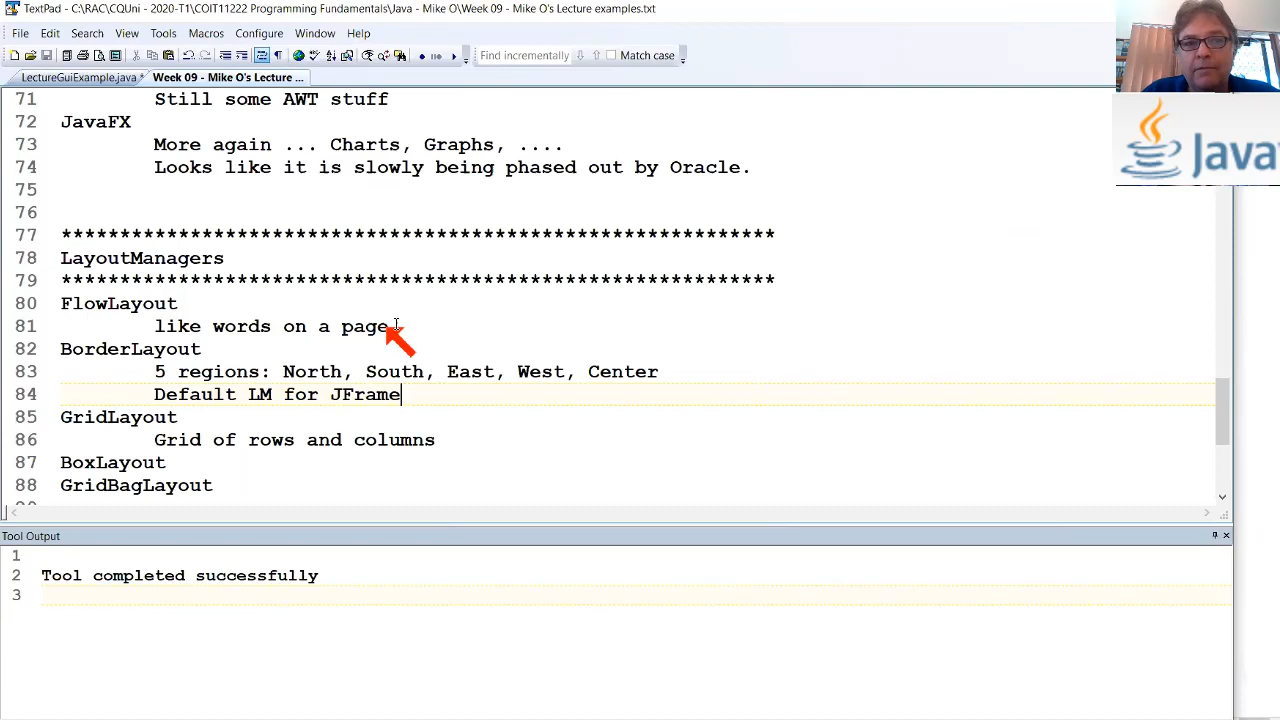 TextPad - C:\RAC\CQUni - 2020-T1\COIT11222 Programming Fundamentals\Java - Mike O\Week 09 - Mike O's Lecture examples.txt
File Edit Search View Tools Macros Configure Window Help
Find incrementally Match case
LectureGuiExample.java Week 09 - Mike O's Lecture ...
71 Still some AWT stuff
72 JavaFX
73 More again ... Charts, Graphs, ....
74 Looks like it is slowly being phased out by Oracle.
75
76
77 *************************************************************
78 LayoutManagers
79 *************************************************************
80 FlowLayout
81 like words on a page
82 BorderLayout
83 5 regions: North, South, East, West, Center
84 Default LM for JFrame
85 GridLayout
86 Grid of rows and columns
87 BoxLayout
88 GridBagLayout
Java
Tool Output
1
2 Tool completed successfully
3